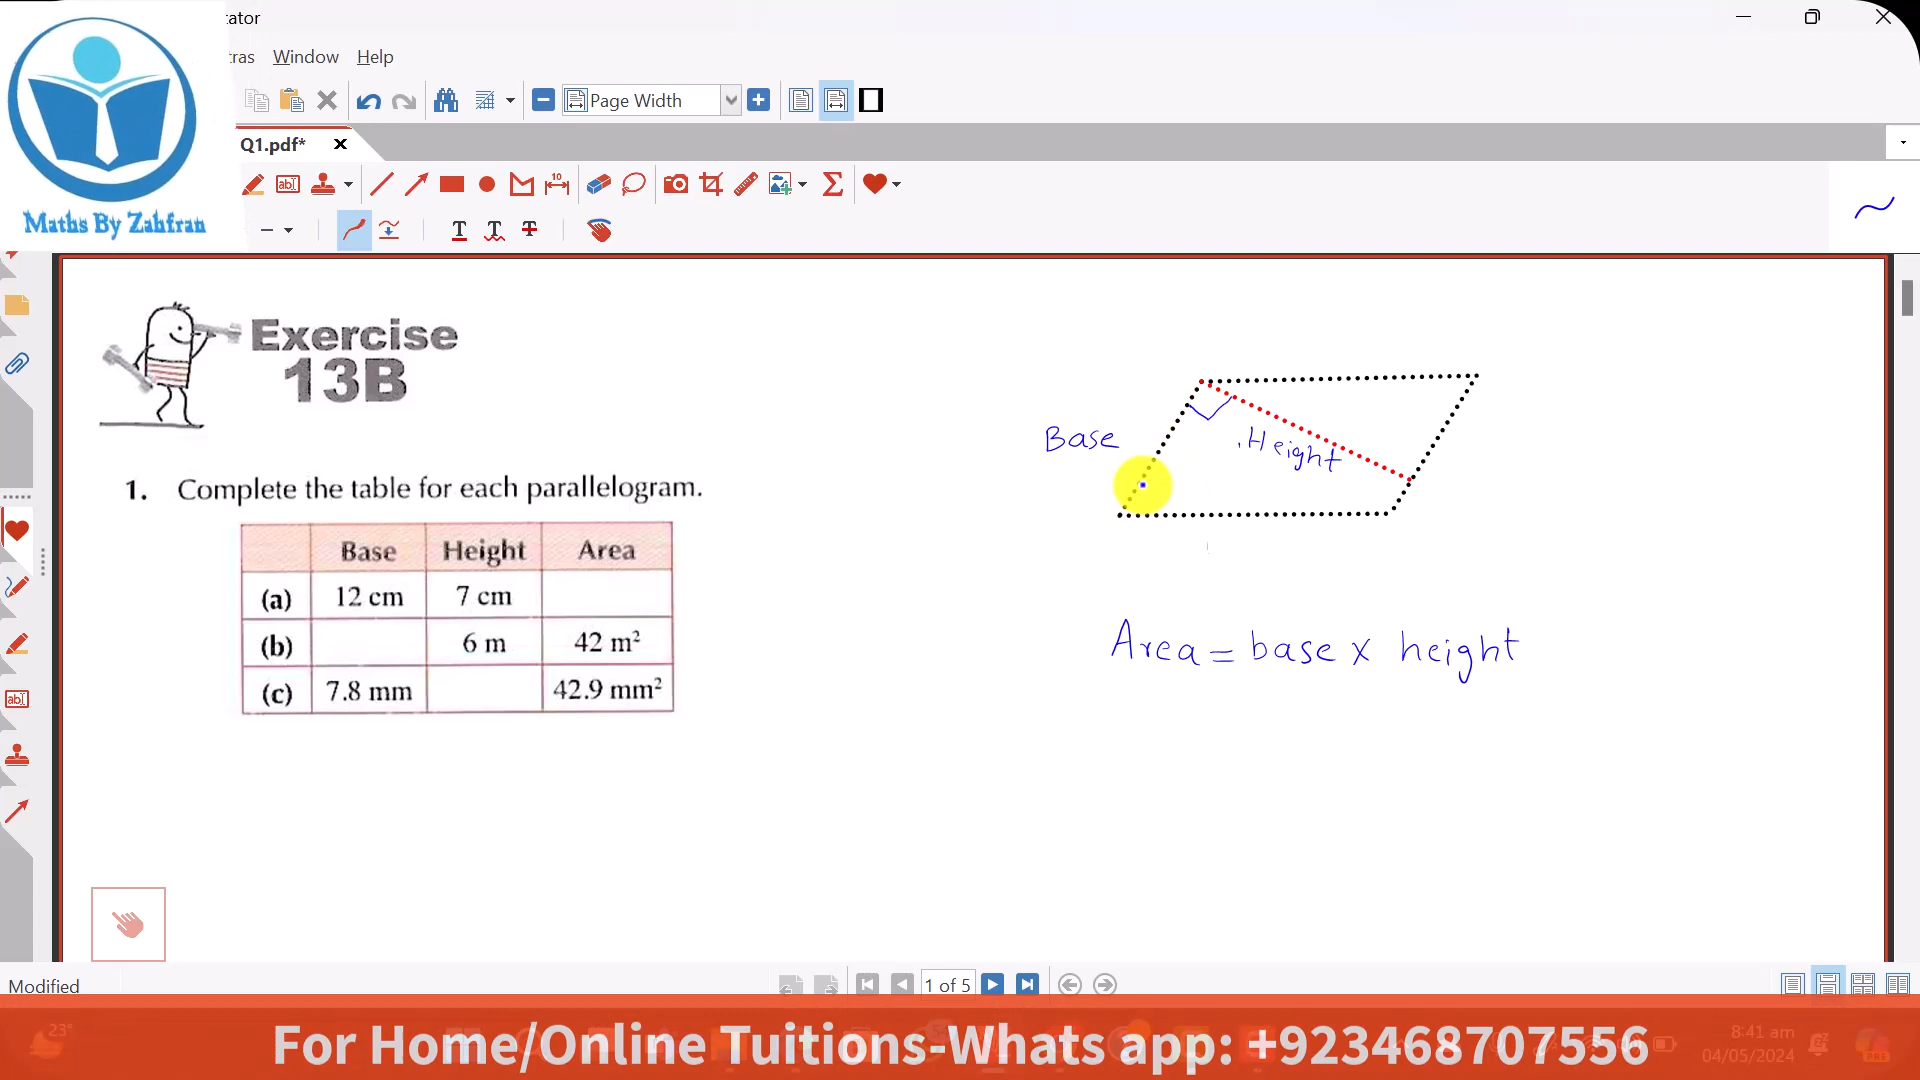 tator
tras Window Help
Page Width
Q1.pdf*
Maths By Zahfran
Exercise
13B
Base
Height
1. Complete the table for each parallelogram.
Base Height Area
(a) 12 cm 7 cm
(b) 6 m 42 m²
(c) 7.8 mm 42.9 mm²
Area = base x height
Modified
1 of 5
For Home/Online Tuitions-Whats app: +923468707556
23°
8:41 am
04/05/2024